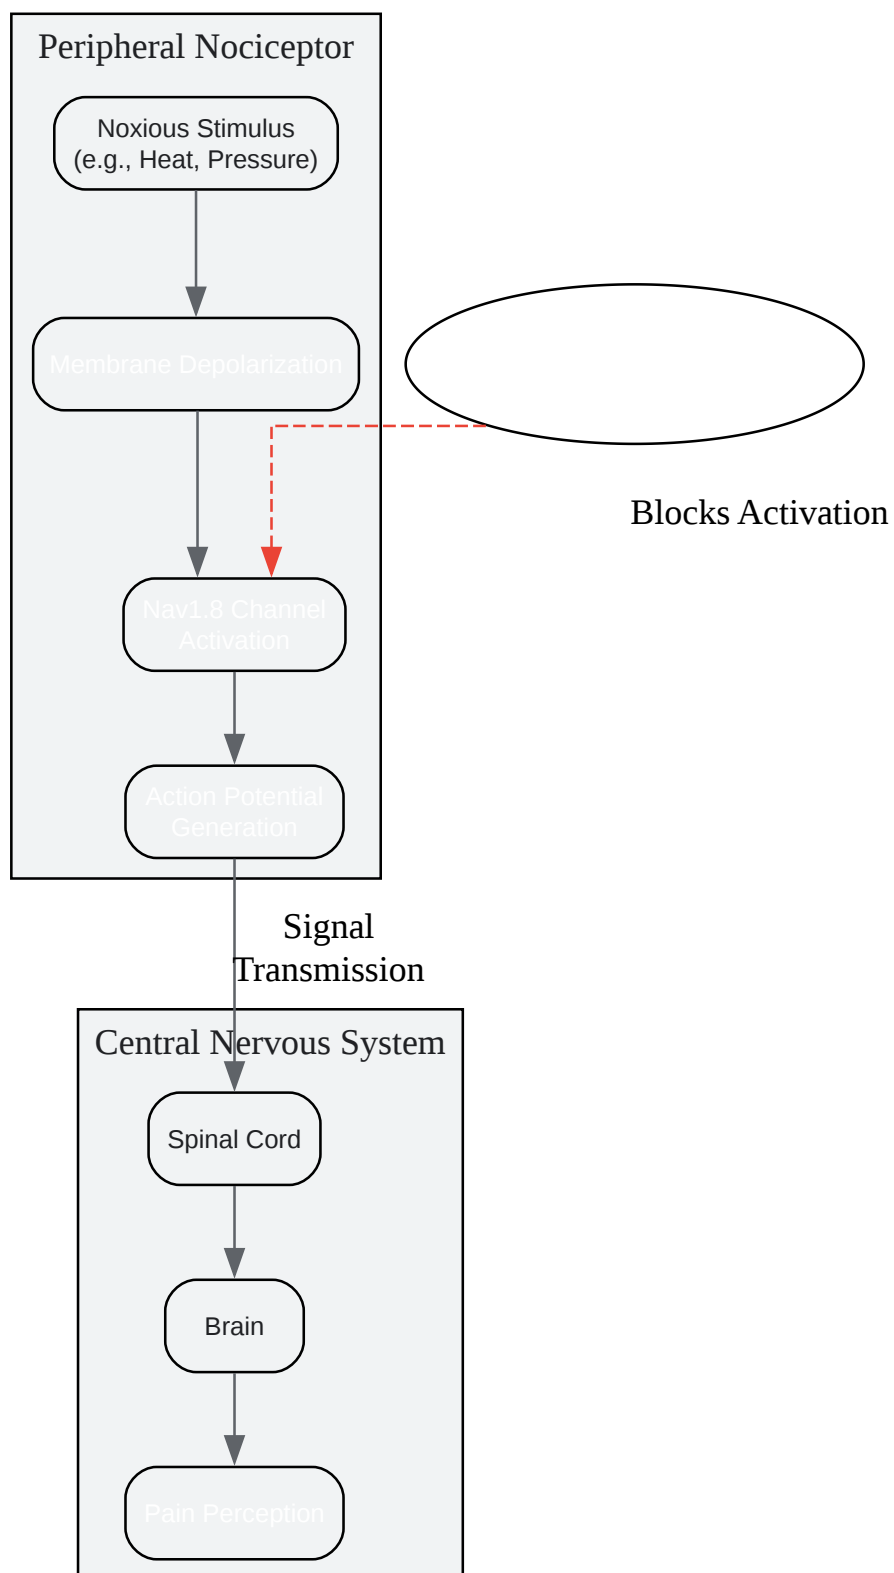 Peripheral Nociceptor
Noxious Stimulus
(e.g., Heat, Pressure)
Membrane Depolarization
Blocks Activation
Nav1.8 Channel
Activation
Action Potential
Generation
Signal
Transmission
Central Nervous System
Spinal Cord
Brain
Pain Perception